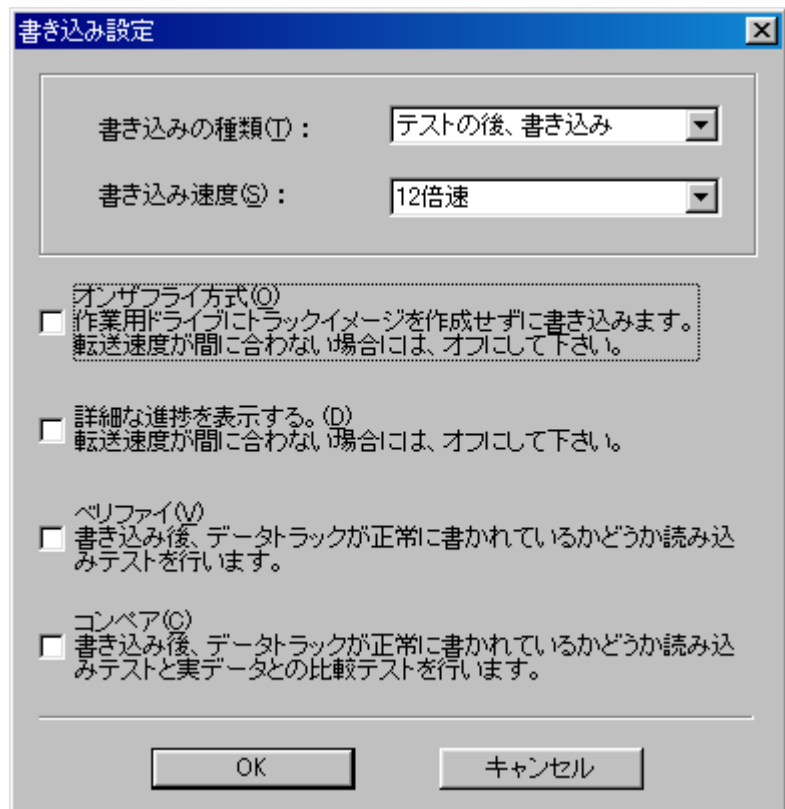 書き込み設定
書き込みの種類(T)：
テストの後、書き込み
書き込み速度(S)：
12倍速
オンザフライ方式(O)
作業用ドライブにトラックイメージを作成せずに書き込みます。
転送速度が間に合わない場合には、オフにして下さい。
詳細な進捗を表示する。(D)
転送速度が間に合わない場合には、オフにして下さい。
ベリファイ(V)
書き込み後、データトラックが正常に書かれているかどうか読み込
みテストを行います。
コンペア(C)
書き込み後、データトラックが正常に書かれているかどうか読み込
みテストと実データとの比較テストを行います。
OK
キャンセル